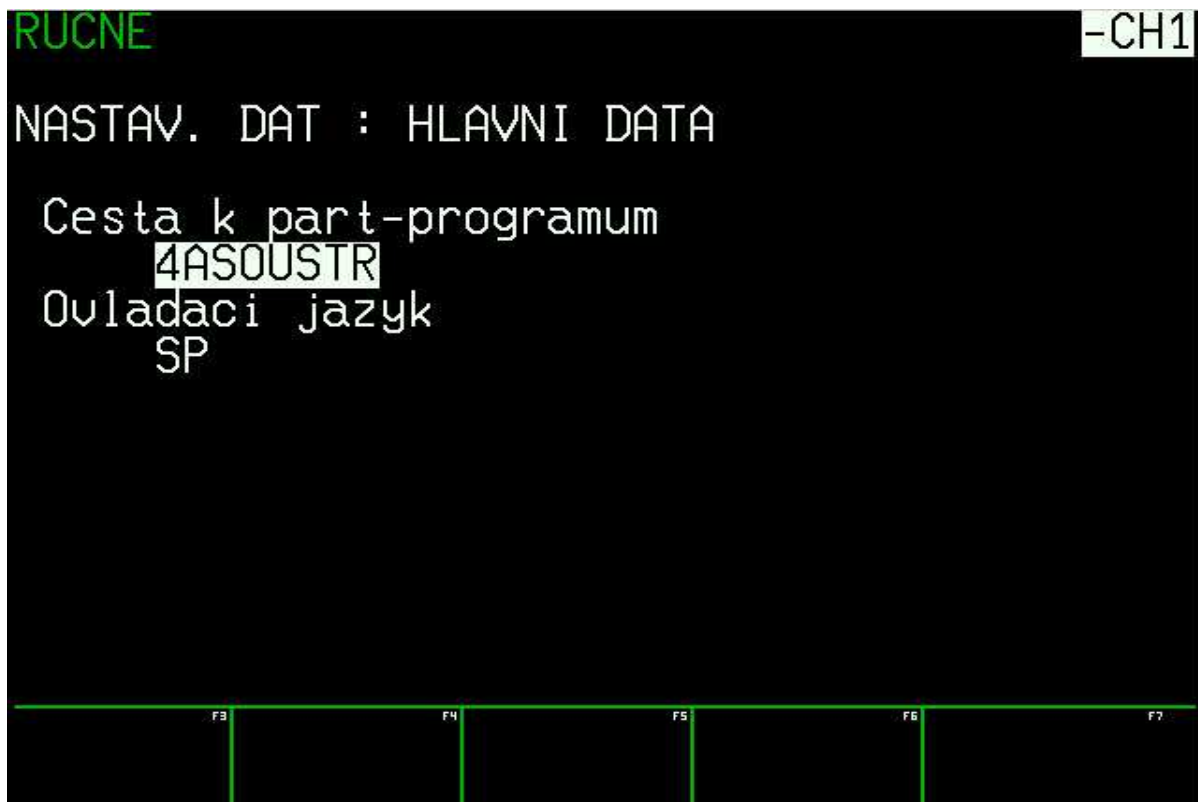 RUCNE
-CH1
NASTAV. DAT : HLAVNI DATA
Cesta k part-programum
4ASOUSTR
Ovladaci jazyk
SP
F3 F4 F5 F6 F7